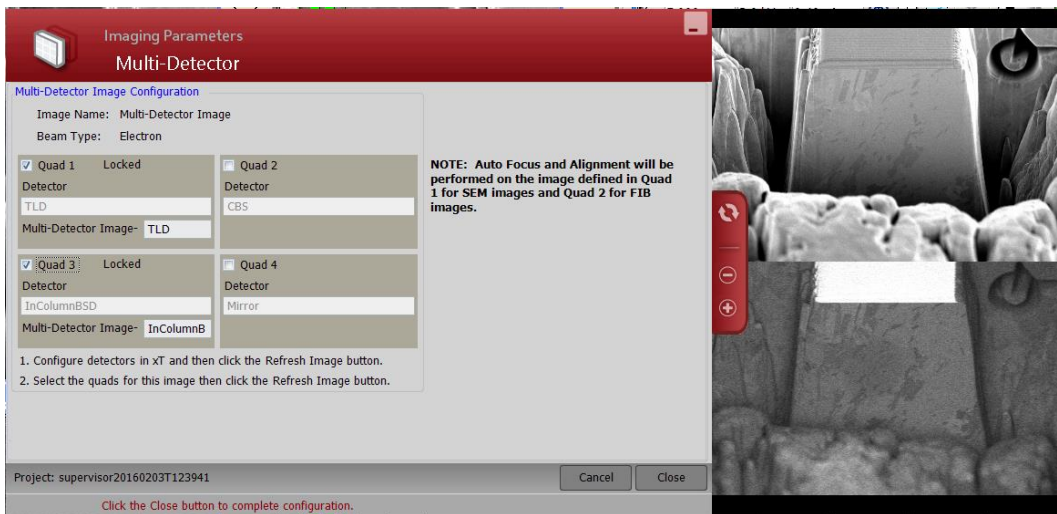 Imaging Parameters
Multi-Detector
Multi-Detector Image Configuration
Image Name: Multi-Detector Image
Beam Type: Electron
Quad 1 Locked
Detector
TLD
Multi-Detector Image- TLD
Quad 2
Detector
CBS
Quad 3 Locked
Detector
InColumnBSD
Multi-Detector Image- InColumnB
Quad 4
Detector
Mirror
1. Configure detectors in xT and then click the Refresh Image button.
2. Select the quads for this image then click the Refresh Image button.
NOTE: Auto Focus and Alignment will be
performed on the image defined in Quad
1 for SEM images and Quad 2 for FIB
images.
Project: supervisor20160203T123941
Cancel
Close
Click the Close button to complete configuration.